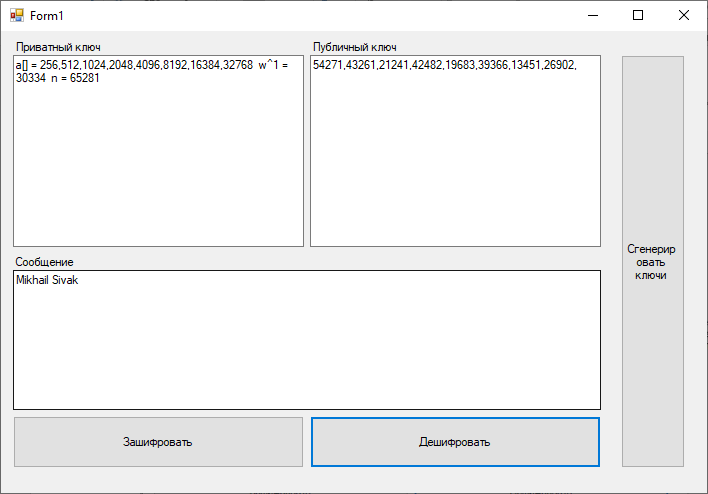 Form1
Приватный ключ
Публичный ключ
a[] = 256,512,1024,2048,4096,8192,16384,32768  w^1 =
30334  n = 65281
54271,43261,21241,42482,19683,39366,13451,26902,
Сгенерир
овать
ключи
Сообщение
Mikhail Sivak
Зашифровать
Дешифровать